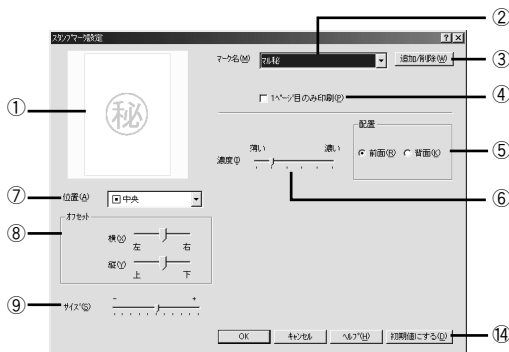 ②
スタンプマーク設定
マーク名(M) マル秘 追加/削除(W) ③
① 秘
1ページ目のみ印刷(P) ④
配置
薄い 濃い
濃度(I) 前面(R) 背面(K) ⑤
⑥
⑦ 位置(A) 中央
オフセット
⑧ 横(X)
左 右
縦(Y)
上 下
⑨ サイズ(S) - +
OK キャンセル ヘルプ(H) 初期値にする(D) ⑭